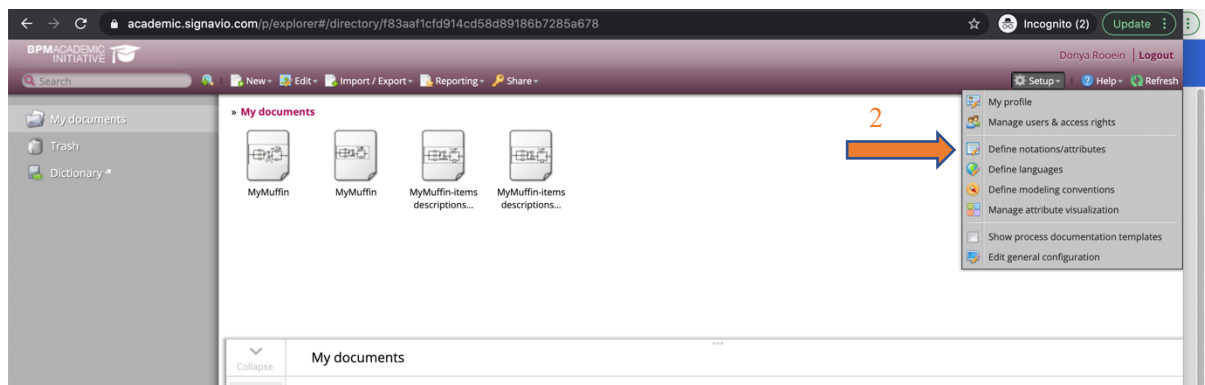 academic.signavio.com/p/explorer#/directory/f83aaf1cfd914cd58d89186b7285a678
Incognito (2)
Update
BPMACADEMIC
INITIATIVE
Donya Rooein | Logout
Search
New
Edit
Import / Export
Reporting
Share
Setup
Help
Refresh
My documents
Trash
Dictionary
» My documents
MyMuffin
MyMuffin
MyMuffin-items
descriptions...
MyMuffin-items
descriptions...
2
My profile
Manage users & access rights
Define notations/attributes
Define languages
Define modeling conventions
Manage attribute visualization
Show process documentation templates
Edit general configuration
Collapse
My documents